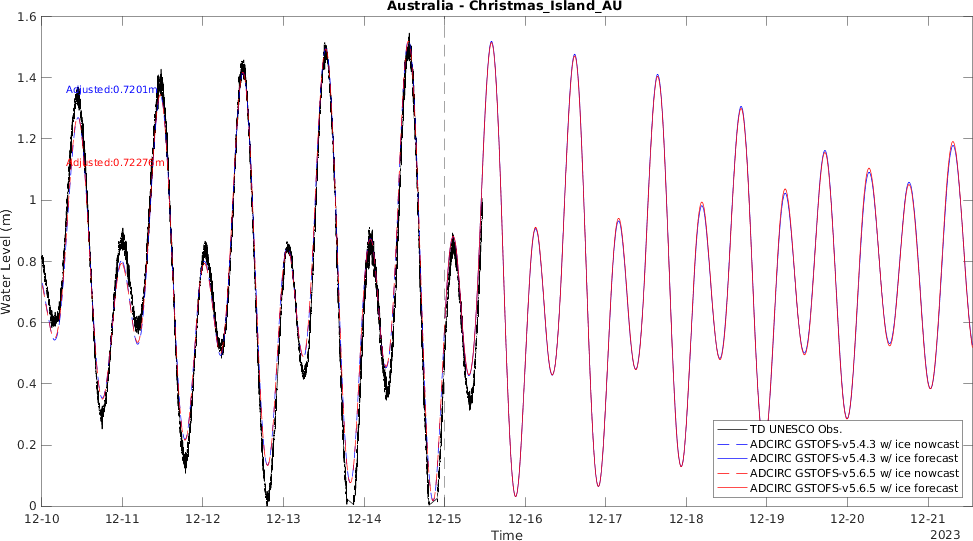 Australia - Christmas_Island_AU
1.6
1.4
1.2
1
0.8
0.6
0.4
0.2
0
Water Level (m)
Adjusted:0.7201m
Adjusted:0.72276m
TD UNESCO Obs.
ADCIRC GSTOFS-v5.4.3 w/ ice nowcast
ADCIRC GSTOFS-v5.4.3 w/ ice forecast
ADCIRC GSTOFS-v5.6.5 w/ ice nowcast
ADCIRC GSTOFS-v5.6.5 w/ ice forecast
12-10 12-11 12-12 12-13 12-14 12-15 12-16 12-17 12-18 12-19 12-20 12-21
Time
2023